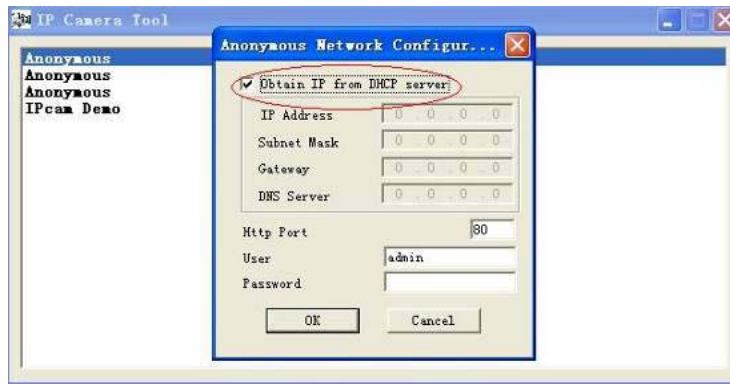 IP Camera Tool
Anonymous
Anonymous
Anonymous
IPcam Demo
Anonymous Network Configur...
Obtain IP from DHCP server
IP Address 0 . 0 . 0 . 0
Subnet Mask 0 . 0 . 0 . 0
Gateway 0 . 0 . 0 . 0
DNS Server 0 . 0 . 0 . 0
Http Port 80
User admin
Password
OK Cancel